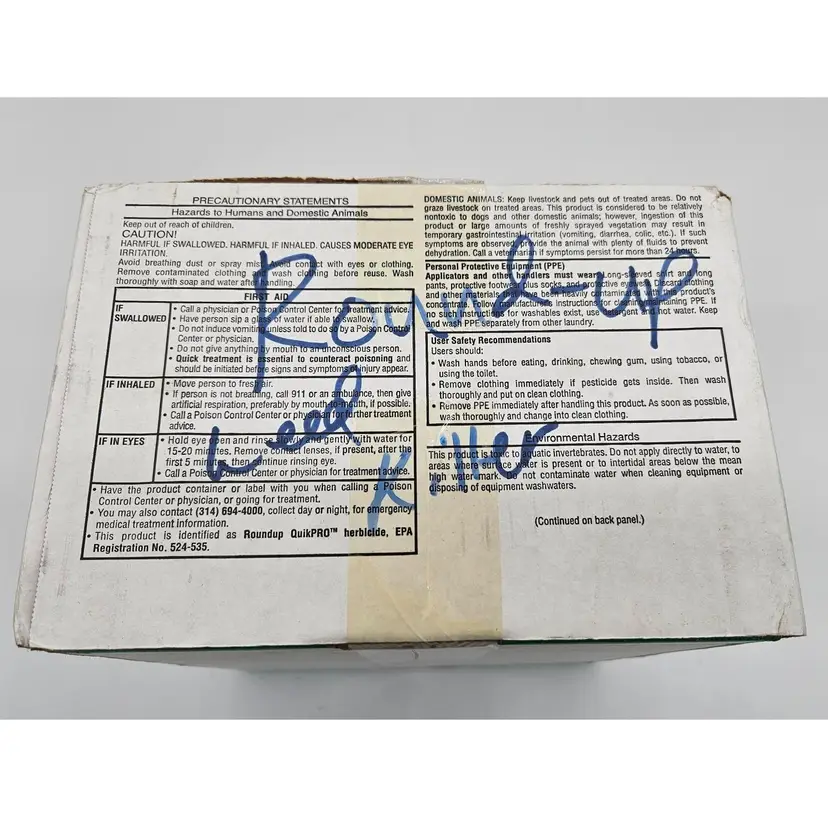 PRECAUTIONARY STATEMENTS
Hazards to Humans and Domestic Animals
Keep out of reach of children.
CAUTION!
HARMFUL IF SWALLOWED. HARMFUL IF INHALED. CAUSES MODERATE EYE
IRRITATION.
Avoid breathing dust or spray mist. Avoid contact with eyes or clothing.
Remove contaminated clothing and wash clothing before reuse. Wash
thoroughly with soap and water after handling.
FIRST AID
IF
SWALLOWED
• Call a physician or Poison Control Center for treatment advice.
• Have person sip a glass of water if able to swallow.
• Do not induce vomiting unless told to do so by a Poison Control
Center or physician.
• Do not give anything by mouth to an unconscious person.
• Quick treatment is essential to counteract poisoning and
should be initiated before signs and symptoms of injury appear.
IF INHALED
• Move person to fresh air.
• If person is not breathing, call 911 or an ambulance, then give
artificial respiration, preferably by mouth-to-mouth, if possible.
• Call a Poison Control Center or physician for further treatment
advice.
IF IN EYES
• Hold eye open and rinse slowly and gently with water for
15-20 minutes. Remove contact lenses, if present, after the
first 5 minutes, then continue rinsing eye.
• Call a Poison Control Center or physician for treatment advice.
• Have the product container or label with you when calling a Poison
Control Center or physician, or going for treatment.
• You may also contact (314) 694-4000, collect day or night, for emergency
medical treatment information.
• This product is identified as Roundup QuikPRO™ herbicide, EPA
Registration No. 524-535.
DOMESTIC ANIMALS: Keep livestock and pets out of treated areas. Do not
graze livestock on treated areas. This product is considered to be relatively
nontoxic to dogs and other domestic animals; however, ingestion of this
product or large amounts of freshly sprayed vegetation may result in
temporary gastrointestinal irritation (vomiting, diarrhea, colic, etc.). If such
symptoms are observed, provide the animal with plenty of fluids to prevent
dehydration. Call a veterinarian if symptoms persist for more than 24 hours.
Personal Protective Equipment (PPE)
Applicators and other handlers must wear: Long-sleeved shirt and long
pants, protective footwear plus socks, protective eyewear. Discard clothing
and other materials that have been heavily contaminated with this product's
concentrate. Follow manufacturer's instructions for cleaning/maintaining PPE. If
no such instructions for washables exist, use detergent and hot water. Keep
and wash PPE separately from other laundry.
User Safety Recommendations
Users should:
• Wash hands before eating, drinking, chewing gum, using tobacco, or
using the toilet.
• Remove clothing immediately if pesticide gets inside. Then wash
thoroughly and put on clean clothing.
• Remove PPE immediately after handling this product. As soon as possible,
wash thoroughly and change into clean clothing.
Environmental Hazards
This product is toxic to aquatic invertebrates. Do not apply directly to water, to
areas where surface water is present or to intertidal areas below the mean
high water mark. Do not contaminate water when cleaning equipment or
disposing of equipment washwaters.
(Continued on back panel.)
Round-up
weed
Killer